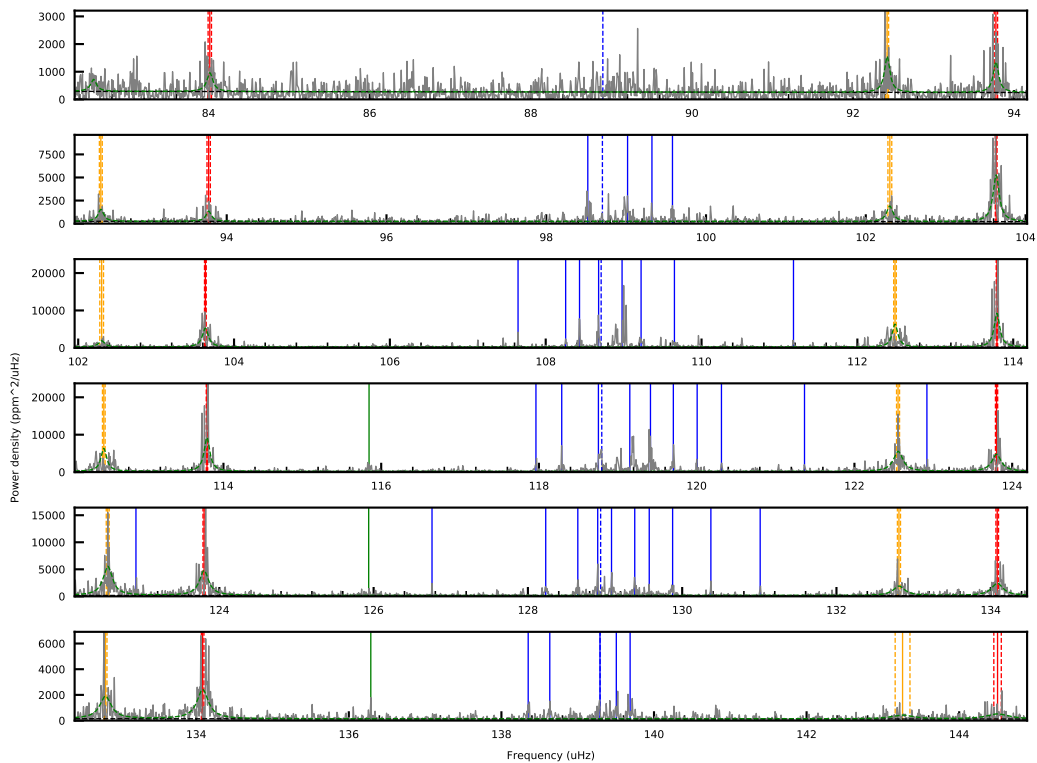 3000
1000
0
84 86 88 90 92 94
7500
5000
2500
0
94 96 98 100 102 104
20000
10000
0
102 104 106 108 110 112 114
Power density (ppm^2/uHz)
20000
10000
0
114 116 118 120 122 124
15000
10000
5000
0
124 126 128 130 132 134
6000
4000
2000
0
134 136 138 140 142 144
Frequency (uHz)